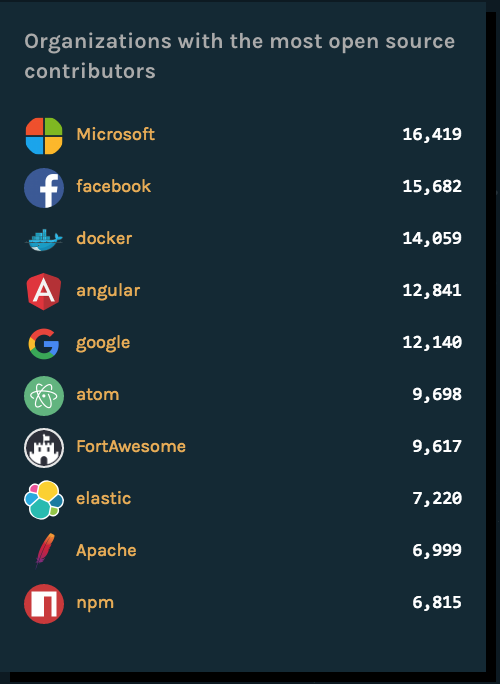 Organizations with the most open source
contributors
Microsoft 16,419
facebook 15,682
docker 14,059
angular 12,841
google 12,140
atom 9,698
FortAwesome 9,617
elastic 7,220
Apache 6,999
npm 6,815